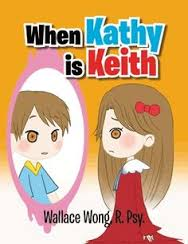 When Kathy
is Keith
Wallace Wong, R. Psy.